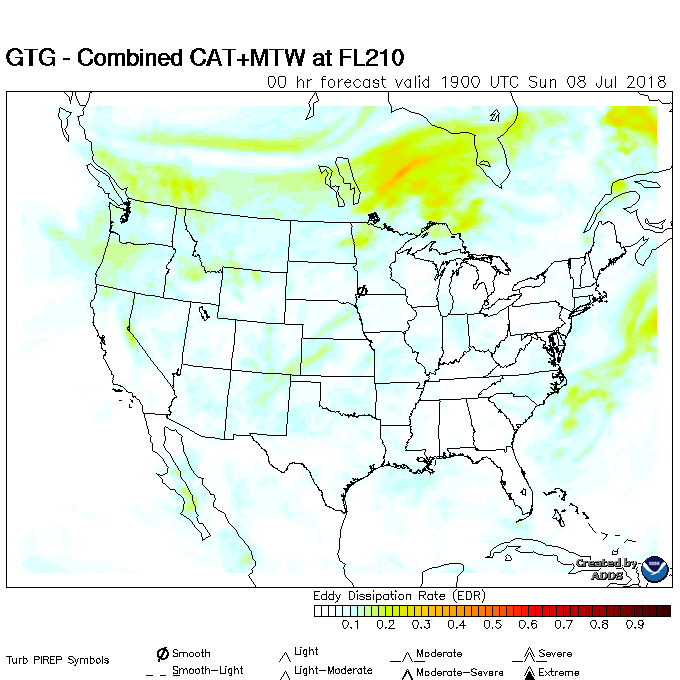 GTG - Combined CAT+MTW at FL210
00 hr forecast valid 1900 UTC Sun 08 Jul 2018
Created by
ADDS
Eddy Dissipation Rate (EDR)
0.1 0.2 0.3 0.4 0.5 0.6 0.7 0.8 0.9
Turb PIREP Symbols
Smooth Light Moderate Severe
Smooth-Light Light-Moderate Moderate-Severe Extreme